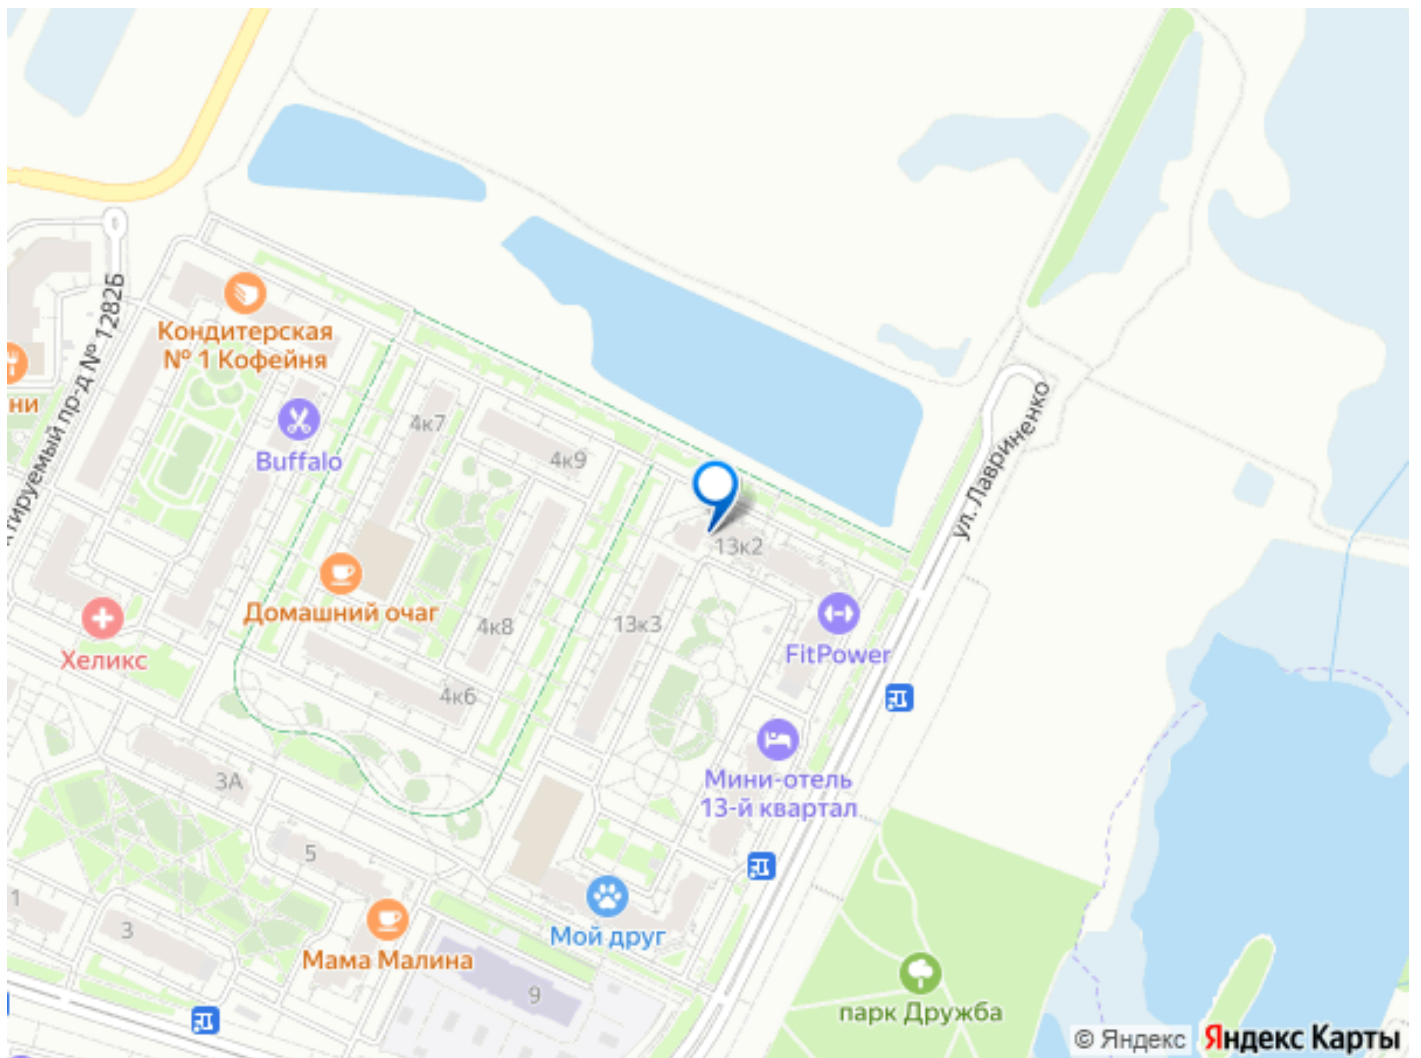 Проектируемый пр-д № 1282Б
Кондитерская
№ 1 Кофейня
Buffalo
4к7
4к9
ул. Лавриненко
13к2
Домашний очаг
4к8
13к3
FitPower
Хеликс
4к6
3А
Мини-отель
13-й квартал
5
1
3
Мой друг
Мама Малина
9
парк Дружба
© Яндекс
Яндекс Карты